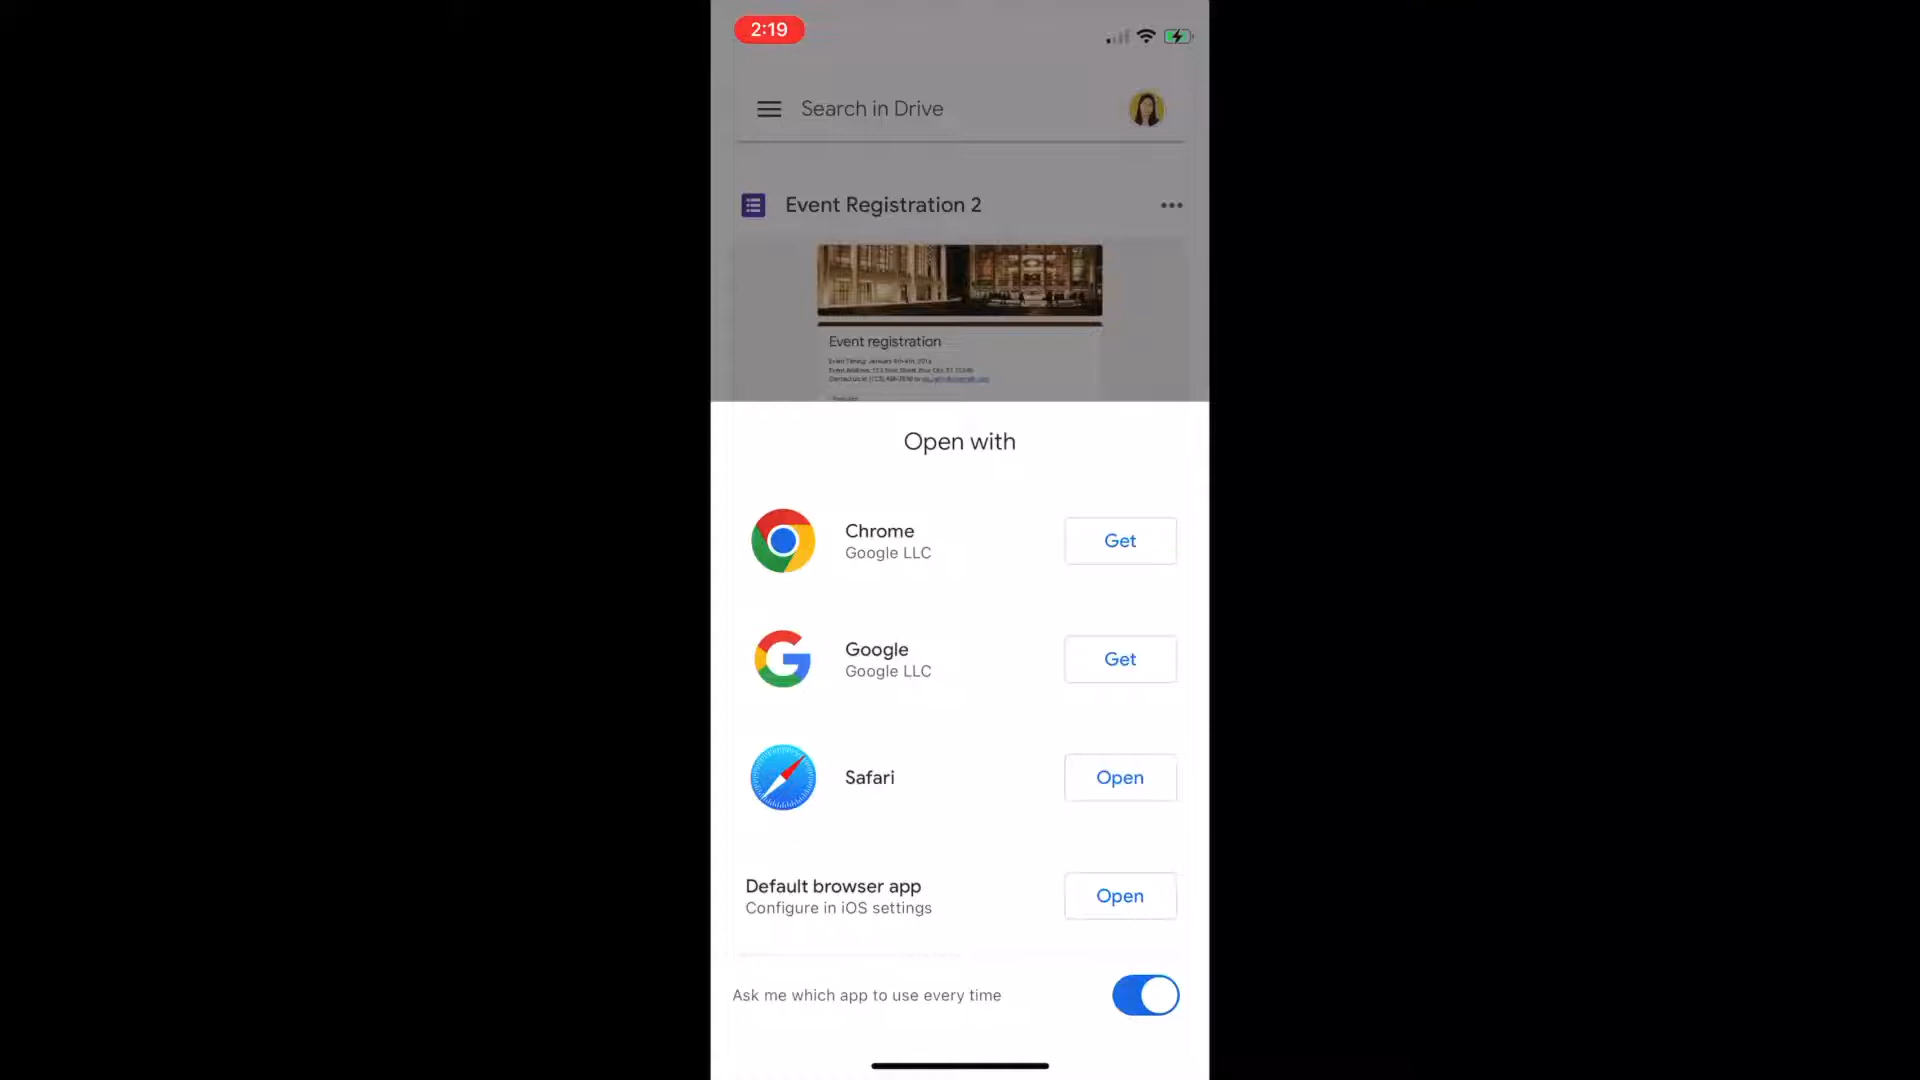 2:19
Search in Drive
Event Registration 2
Event registration
Open with
Chrome
Google LLC
Get
Google
Google LLC
Get
Safari
Open
Default browser app
Configure in iOS settings
Open
Ask me which app to use every time